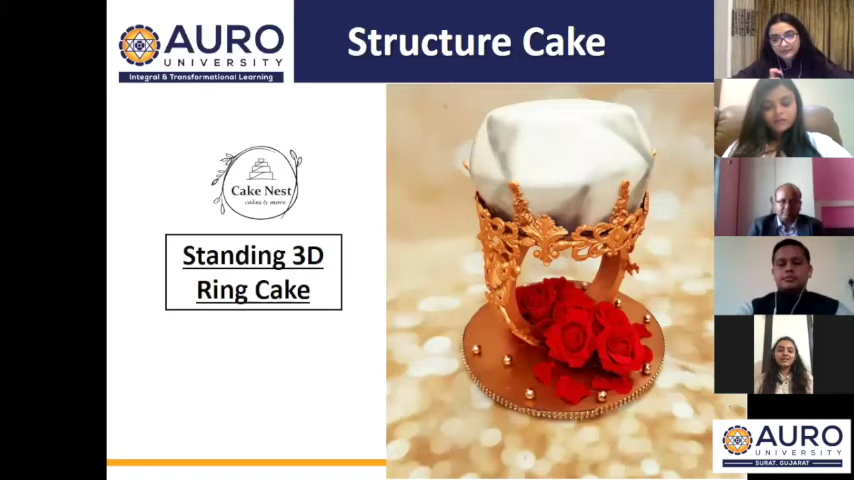 AURO
UNIVERSITY
Integral & Transformational Learning
Structure Cake
Cake Nest
cakes & more
Standing 3D
Ring Cake
AURO
UNIVERSITY
SURAT. GUJARAT